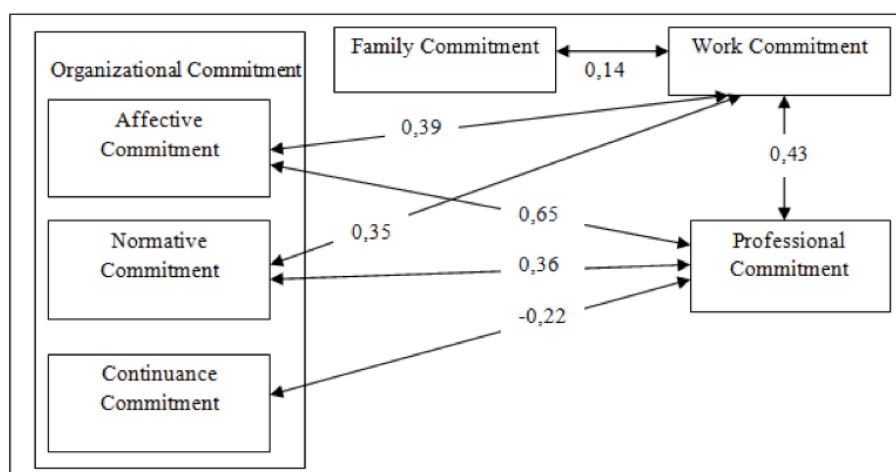 Family Commitment
Work Commitment
0,14
Organizational Commitment
Affective
Commitment
0,39
0,43
Normative
Commitment
0,35
0,65
0,36
Professional
Commitment
-0,22
Continuance
Commitment